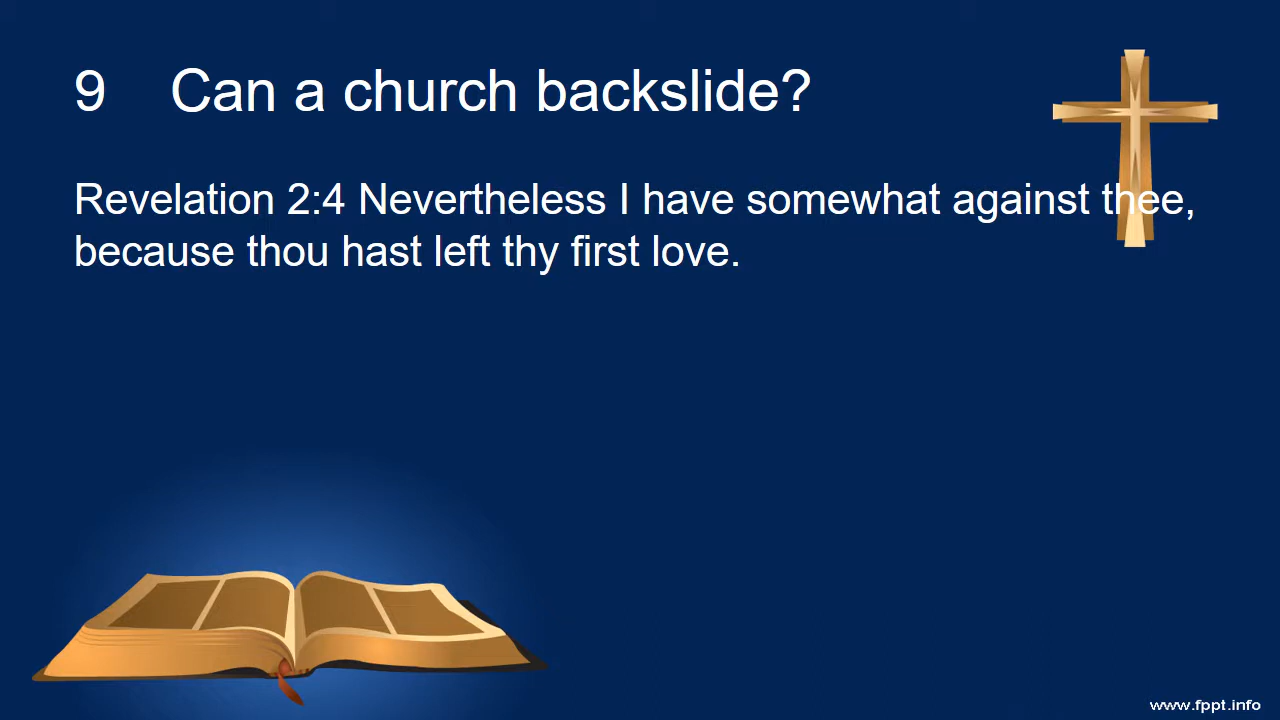 9 Can a church backslide?
Revelation 2:4 Nevertheless I have somewhat against thee,
because thou hast left thy first love.
www.fppt.info